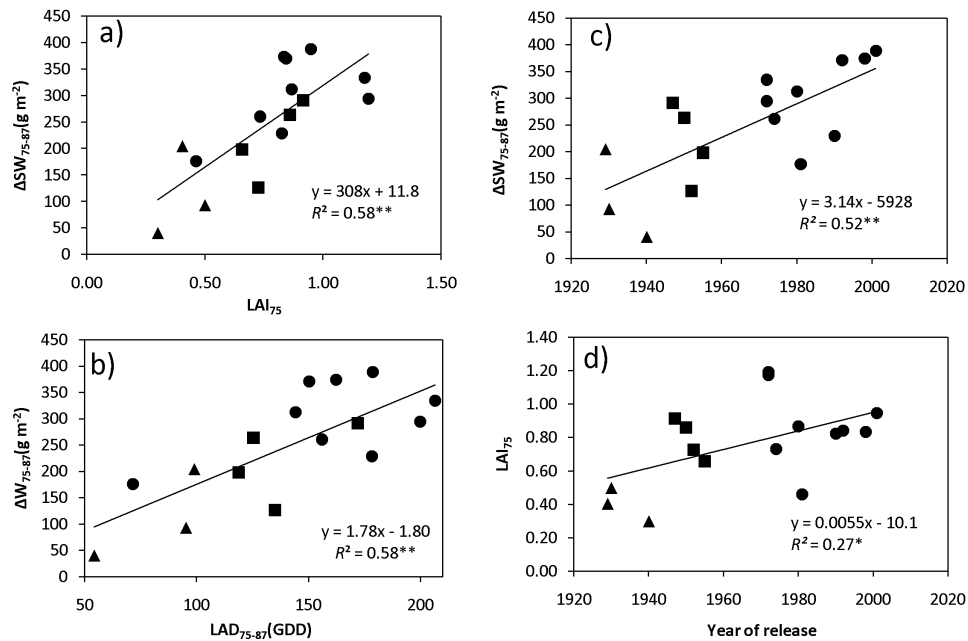 a)
ΔSW75-87(g m-2)
450
400
350
300
250
200
150
100
50
0
y = 308x + 11.8
R² = 0.58**
0.00 0.50 1.00 1.50
LAI75
c)
ΔSW75-87(g m-2)
450
400
350
300
250
200
150
100
50
0
y = 3.14x - 5928
R² = 0.52**
1920 1940 1960 1980 2000 2020
b)
ΔW75-87(g m-2)
450
400
350
300
250
200
150
100
50
0
y = 1.78x - 1.80
R² = 0.58**
50 100 150 200
LAD75-87(GDD)
d)
LAI75
1.40
1.20
1.00
0.80
0.60
0.40
0.20
0.00
y = 0.0055x - 10.1
R² = 0.27*
1920 1940 1960 1980 2000 2020
Year of release